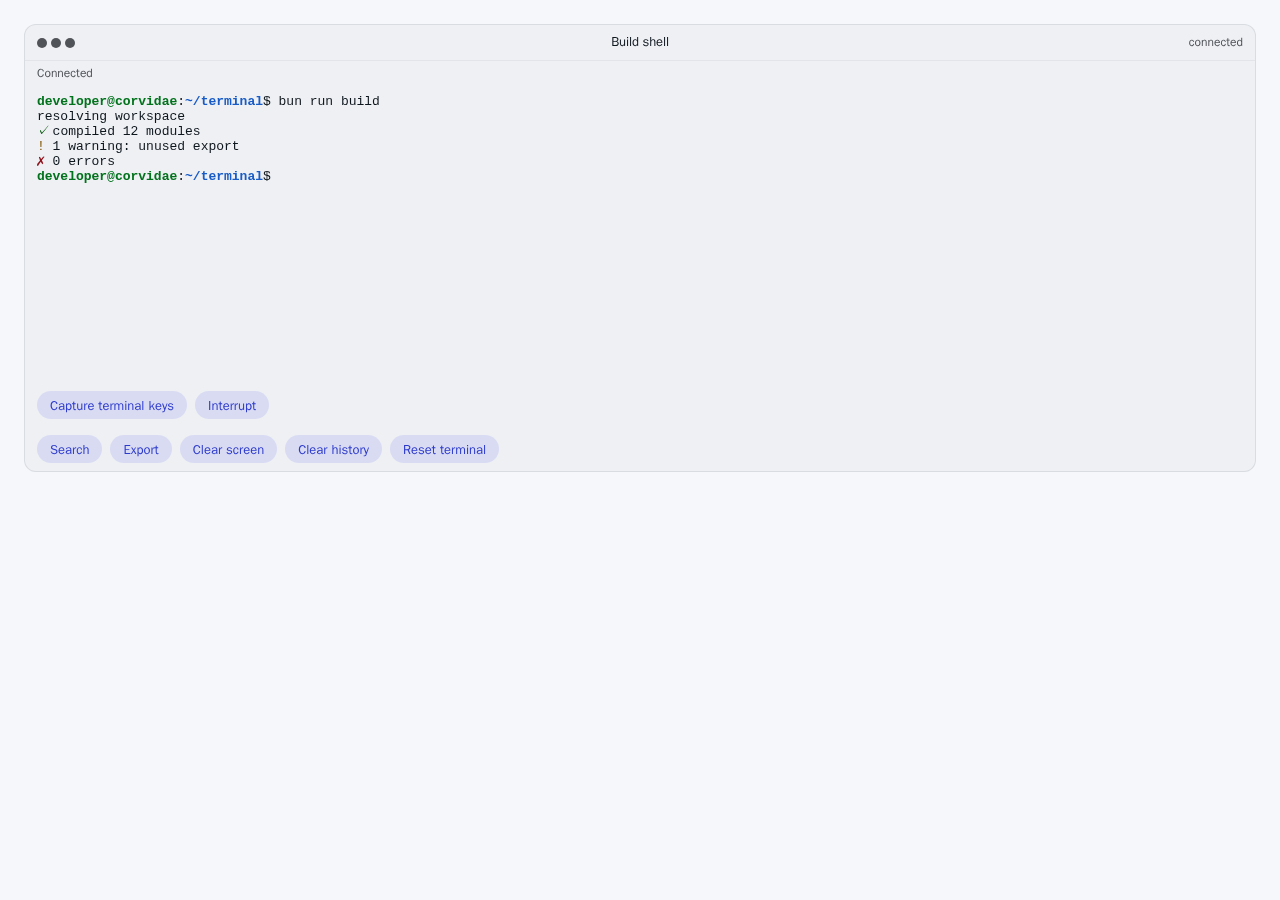 Build shell
connected
Connected
developer@corvidae:~/terminal$ bun run build
resolving workspace
✓ compiled 12 modules
! 1 warning: unused export
✗ 0 errors
developer@corvidae:~/terminal$
Capture terminal keys
Interrupt
Search
Export
Clear screen
Clear history
Reset terminal